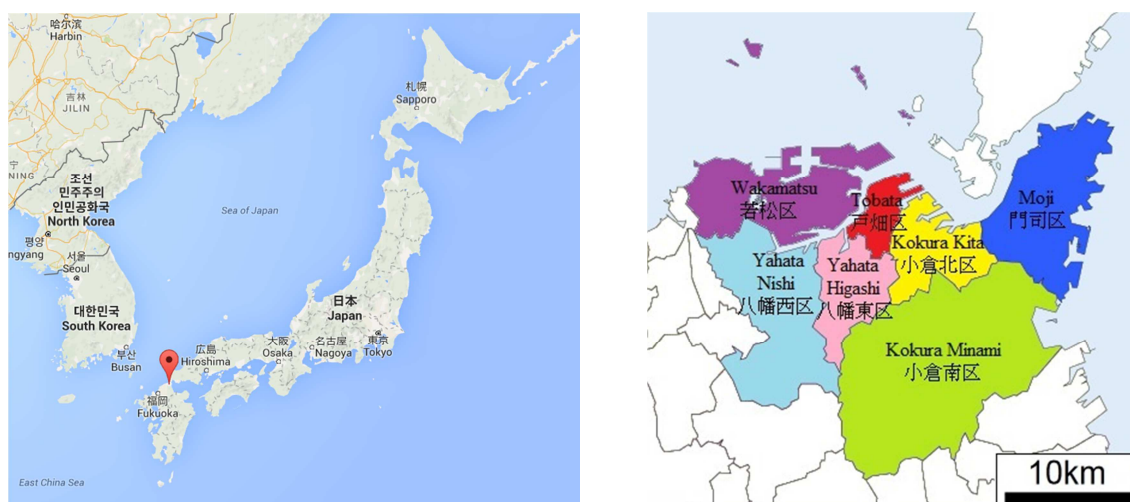 哈尔滨
Harbin
吉林
JILIN
NING
조선
민주주의
인민공화국
North Korea
평양
ngyang
서울
Seoul
대한민국
South Korea
부산
Busan
Sea of Japan
札幌
Sapporo
日本
Japan
広島
Hiroshima
大阪
Osaka
名古屋
Nagoya
東京
Tokyo
福岡
Fukuoka
East China Sea
Wakamatsu
若松区
Tobata
戸畑区
Moji
門司区
Kokura Kita
小倉北区
Yahata
Nishi
八幡西区
Yahata
Higashi
八幡東区
Kokura Minami
小倉南区
10km